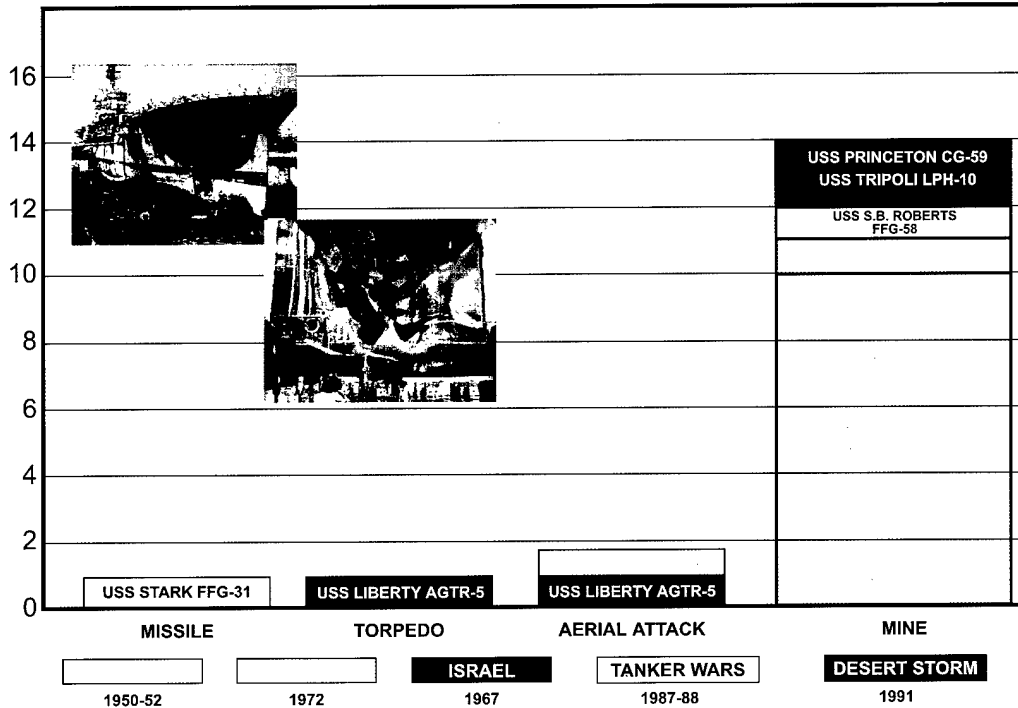 16
14
12
10
8
6
4
2
0
USS PRINCETON CG-59
USS TRIPOLI LPH-10
USS S.B. ROBERTS
FFG-58
USS STARK FFG-31
USS LIBERTY AGTR-5
USS LIBERTY AGTR-5
MISSILE
TORPEDO
AERIAL ATTACK
MINE
ISRAEL
TANKER WARS
DESERT STORM
1950-52
1972
1967
1987-88
1991